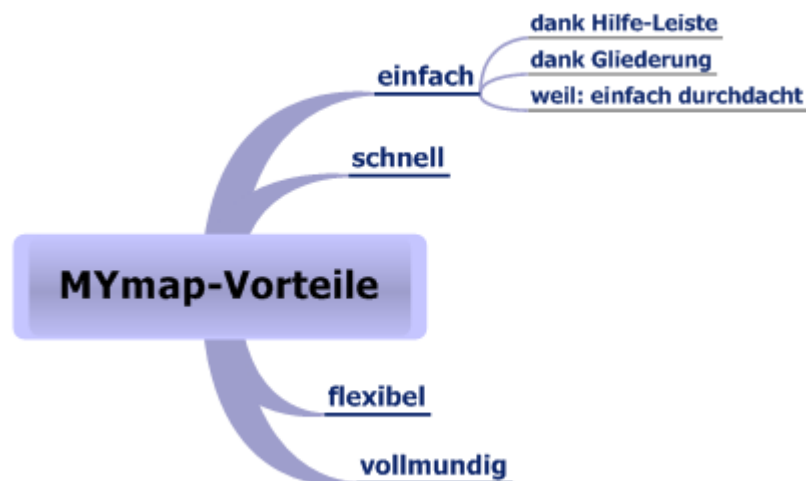 dank Hilfe-Leiste
dank Gliederung
einfach
weil: einfach durchdacht
schnell
MYmap-Vorteile
flexibel
vollmundig